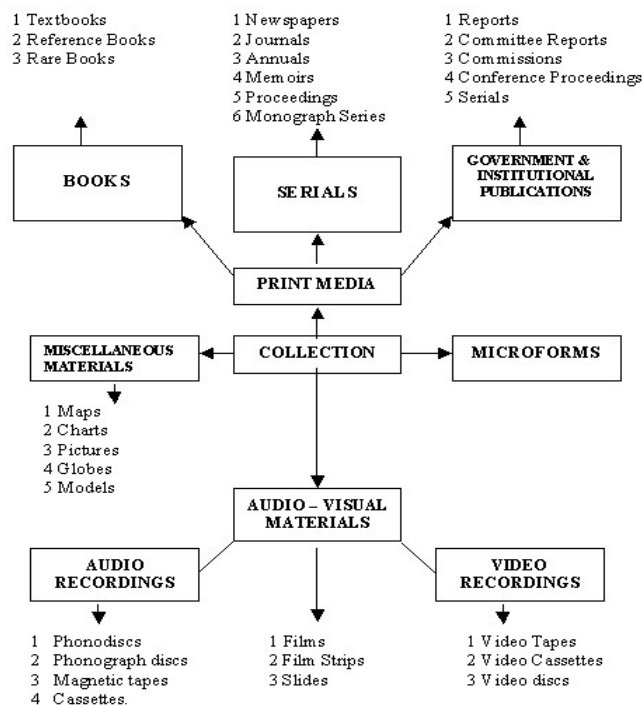 1 Textbooks
2 Reference Books
3 Rare Books
1 Newspapers
2 Journals
3 Annuals
4 Memoirs
5 Proceedings
6 Monograph Series
1 Reports
2 Committee Reports
3 Commissions
4 Conference Proceedings
5 Serials
BOOKS
SERIALS
GOVERNMENT &
INSTITUTIONAL
PUBLICATIONS
PRINT MEDIA
MISCELLANEOUS
MATERIALS
COLLECTION
MICROFORMS
1 Maps
2 Charts
3 Pictures
4 Globes
5 Models
AUDIO – VISUAL
MATERIALS
AUDIO
RECORDINGS
VIDEO
RECORDINGS
1 Phonodiscs
2 Phonograph discs
3 Magnetic tapes
4 Cassettes.
1 Films
2 Film Strips
3 Slides
1 Video Tapes
2 Video Cassettes
3 Video discs